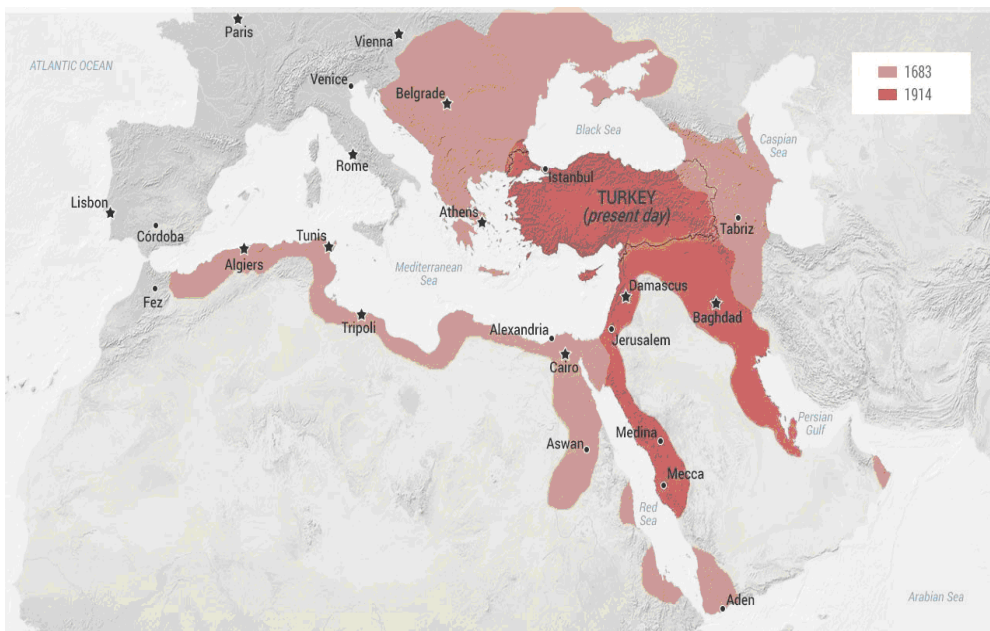 Paris
Vienna
ATLANTIC OCEAN
1683
1914
Venice
Belgrade
Black Sea
Caspian
Sea
Rome
Istanbul
TURKEY
(present day)
Lisbon
Athens
Tabriz
Córdoba
Tunis
Algiers
Mediterranean
Sea
Fez
Damascus
Baghdad
Tripoli
Alexandria
Jerusalem
Cairo
Persian
Gulf
Medina
Aswan
Mecca
Red
Sea
Aden
Arabian Sea